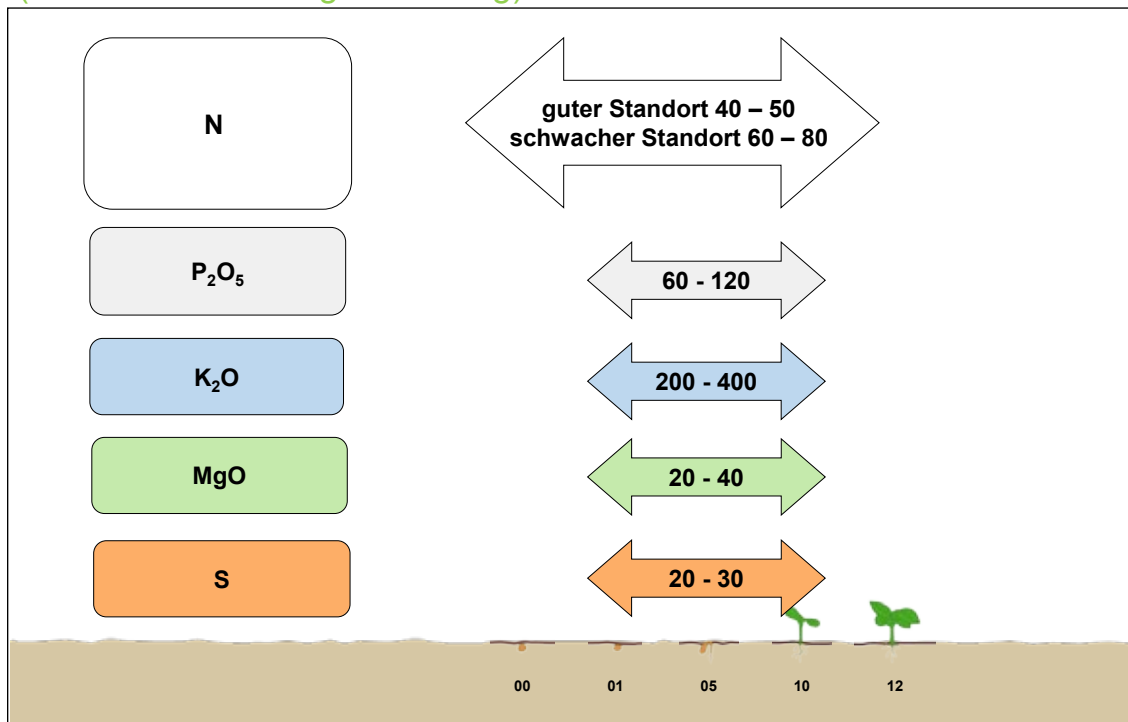 N
guter Standort 40 – 50
schwacher Standort 60 – 80
P₂O₅
60 - 120
K₂O
200 - 400
MgO
20 - 40
S
20 - 30
00 01 05 10 12